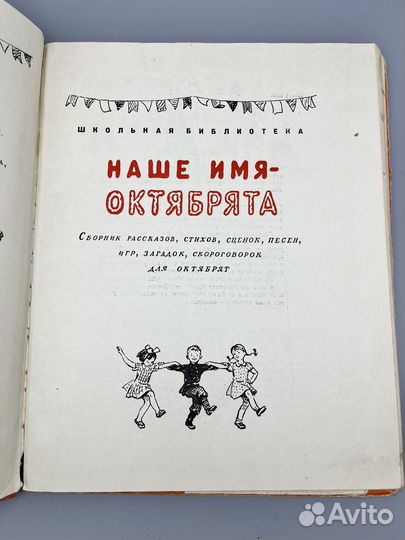 ШКОЛЬНАЯ БИБЛИОТЕКА
НАШЕ ИМЯ-
ОКТЯБРЯТА
СБОРНИК РАССКАЗОВ, СТИХОВ, СЦЕНОК, ПЕСЕН,
ИГР, ЗАГАДОК, СКОРОГОВОРОК
ДЛЯ ОКТЯБРЯТ
Avito